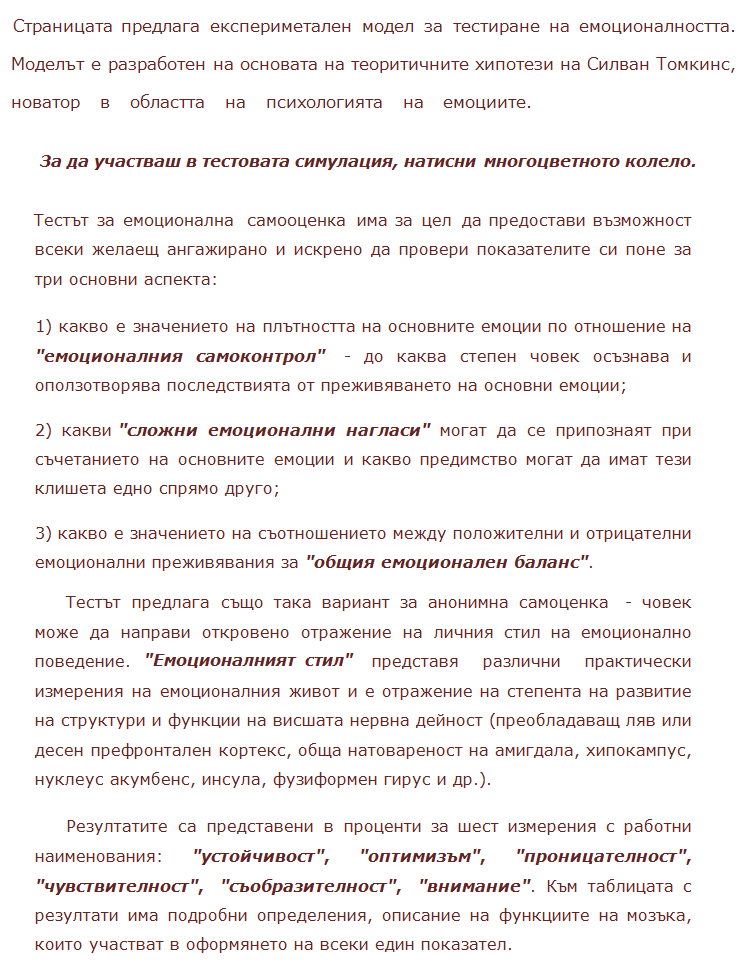 Страницата предлага експериметален модел за тестиране на емоционалността.
Моделът е разработен на основата на теоритичните хипотези на Силван Томкинс,
новатор в областта на психологията на емоциите.
За да участваш в тестовата симулация, натисни многоцветното колело.
Тестът за емоционална самооценка има за цел да предостави възможност
всеки желаещ ангажирано и искрено да провери показателите си поне за
три основни аспекта:
1) какво е значението на плътността на основните емоции по отношение на
"емоционалния самоконтрол" - до каква степен човек осъзнава и
оползотворява последствията от преживяването на основни емоции;
2) какви "сложни емоционални нагласи" могат да се припознаят при
съчетанието на основните емоции и какво предимство могат да имат тези
клишета едно спрямо друго;
3) какво е значението на съотношението между положителни и отрицателни
емоционални преживявания за "общия емоционален баланс".
Тестът предлага също така вариант за анонимна самоценка - човек
може да направи откровено отражение на личния стил на емоционално
поведение. "Емоционалният стил" представя различни практически
измерения на емоционалния живот и е отражение на степента на развитие
на структури и функции на висшата нервна дейност (преобладаващ ляв или
десен префронтален кортекс, обща натовареност на амигдала, хипокампус,
нуклеус акумбенс, инсула, фузиформен гирус и др.).
Резултатите са представени в проценти за шест измерения с работни
наименования: "устойчивост", "оптимизъм", "проницателност",
"чувствителност", "съобразителност", "внимание". Към таблицата с
резултати има подробни определения, описание на функциите на мозъка,
които участват в оформянето на всеки един показател.